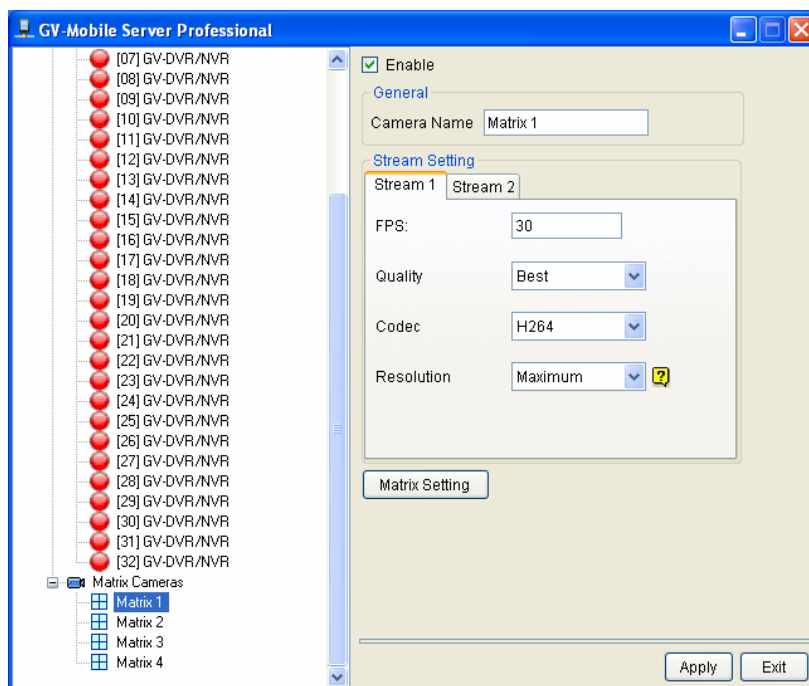 GV-Mobile Server Professional
[07] GV-DVR/NVR
[08] GV-DVR/NVR
[09] GV-DVR/NVR
[10] GV-DVR/NVR
[11] GV-DVR/NVR
[12] GV-DVR/NVR
[13] GV-DVR/NVR
[14] GV-DVR/NVR
[15] GV-DVR/NVR
[16] GV-DVR/NVR
[17] GV-DVR/NVR
[18] GV-DVR/NVR
[19] GV-DVR/NVR
[20] GV-DVR/NVR
[21] GV-DVR/NVR
[22] GV-DVR/NVR
[23] GV-DVR/NVR
[24] GV-DVR/NVR
[25] GV-DVR/NVR
[26] GV-DVR/NVR
[27] GV-DVR/NVR
[28] GV-DVR/NVR
[29] GV-DVR/NVR
[30] GV-DVR/NVR
[31] GV-DVR/NVR
[32] GV-DVR/NVR
Matrix Cameras
Matrix 1
Matrix 2
Matrix 3
Matrix 4
Enable
General
Camera Name Matrix 1
Stream Setting
Stream 1 Stream 2
FPS: 30
Quality Best
Codec H264
Resolution Maximum ?
Matrix Setting
Apply Exit